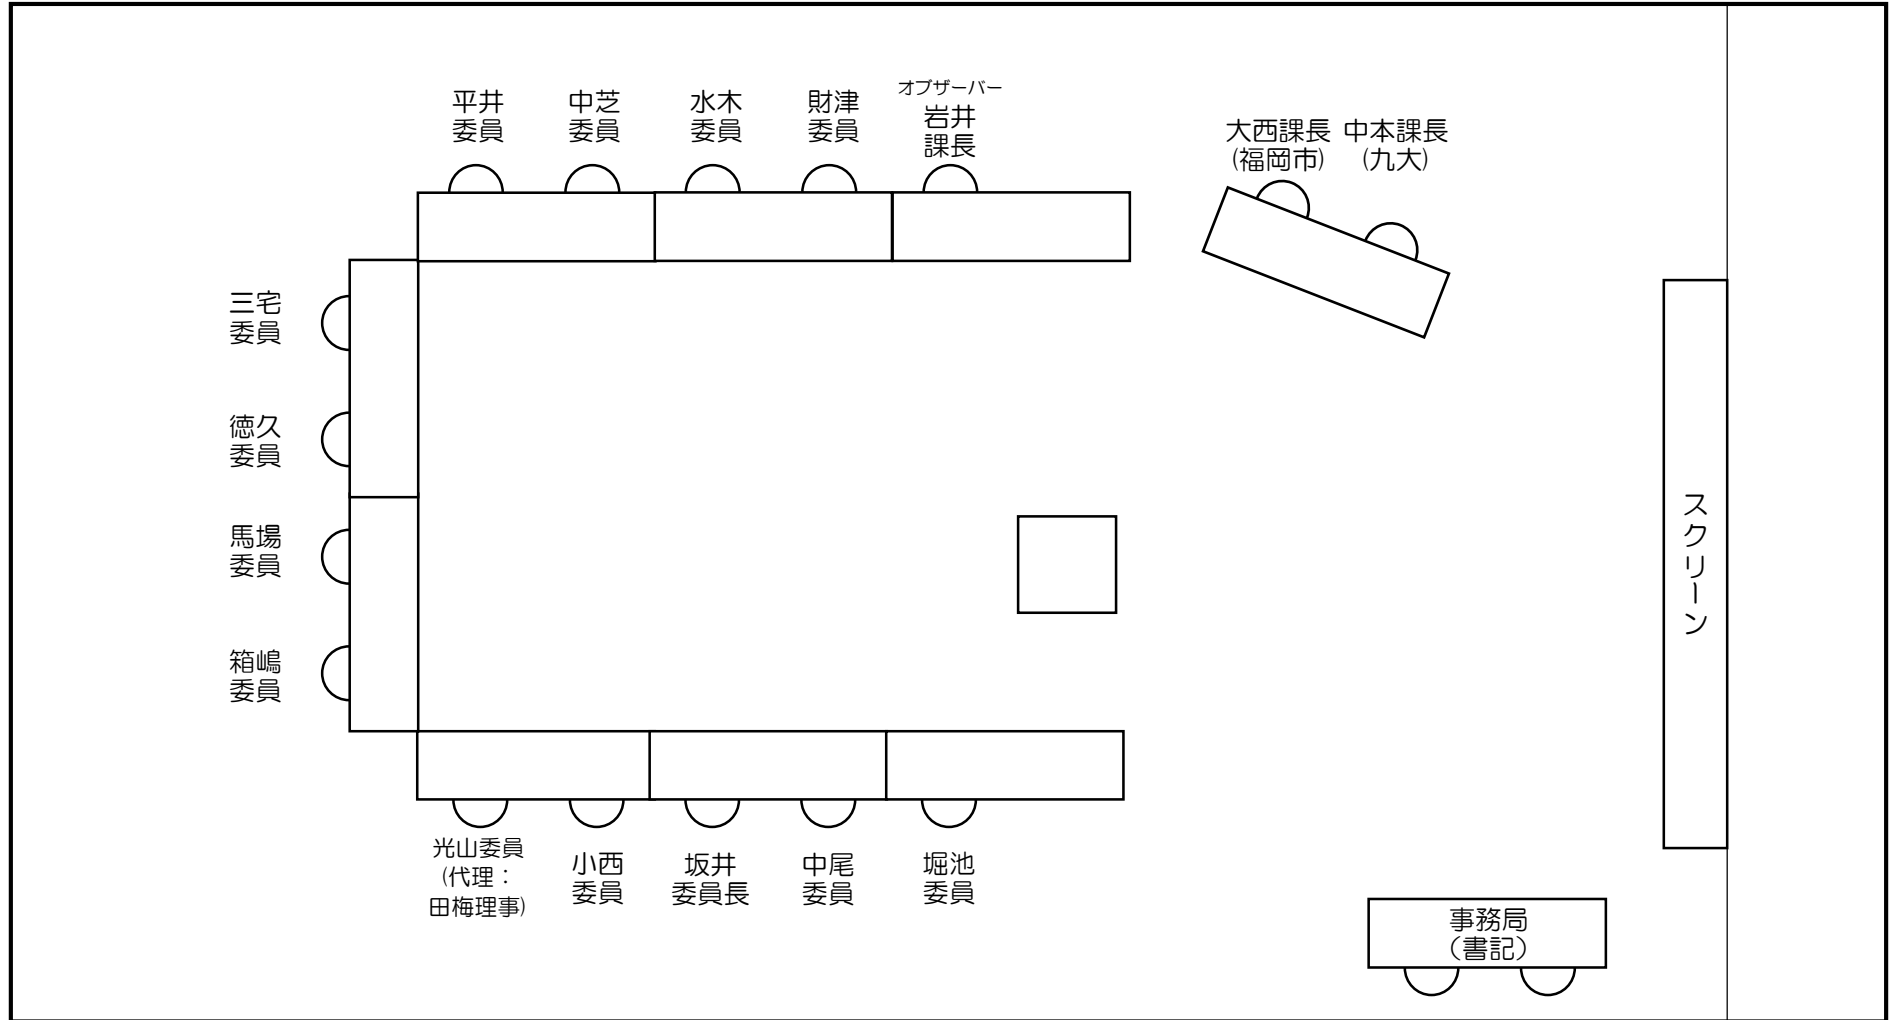 平井
委員
中芝
委員
水木
委員
財津
委員
オブザーバー
岩井
課長
大西課長
(福岡市)
中本課長
(九大)
三宅
委員
徳久
委員
馬場
委員
箱嶋
委員
スクリーン
光山委員
(代理：
田梅理事)
小西
委員
坂井
委員長
中尾
委員
堀池
委員
事務局
(書記)